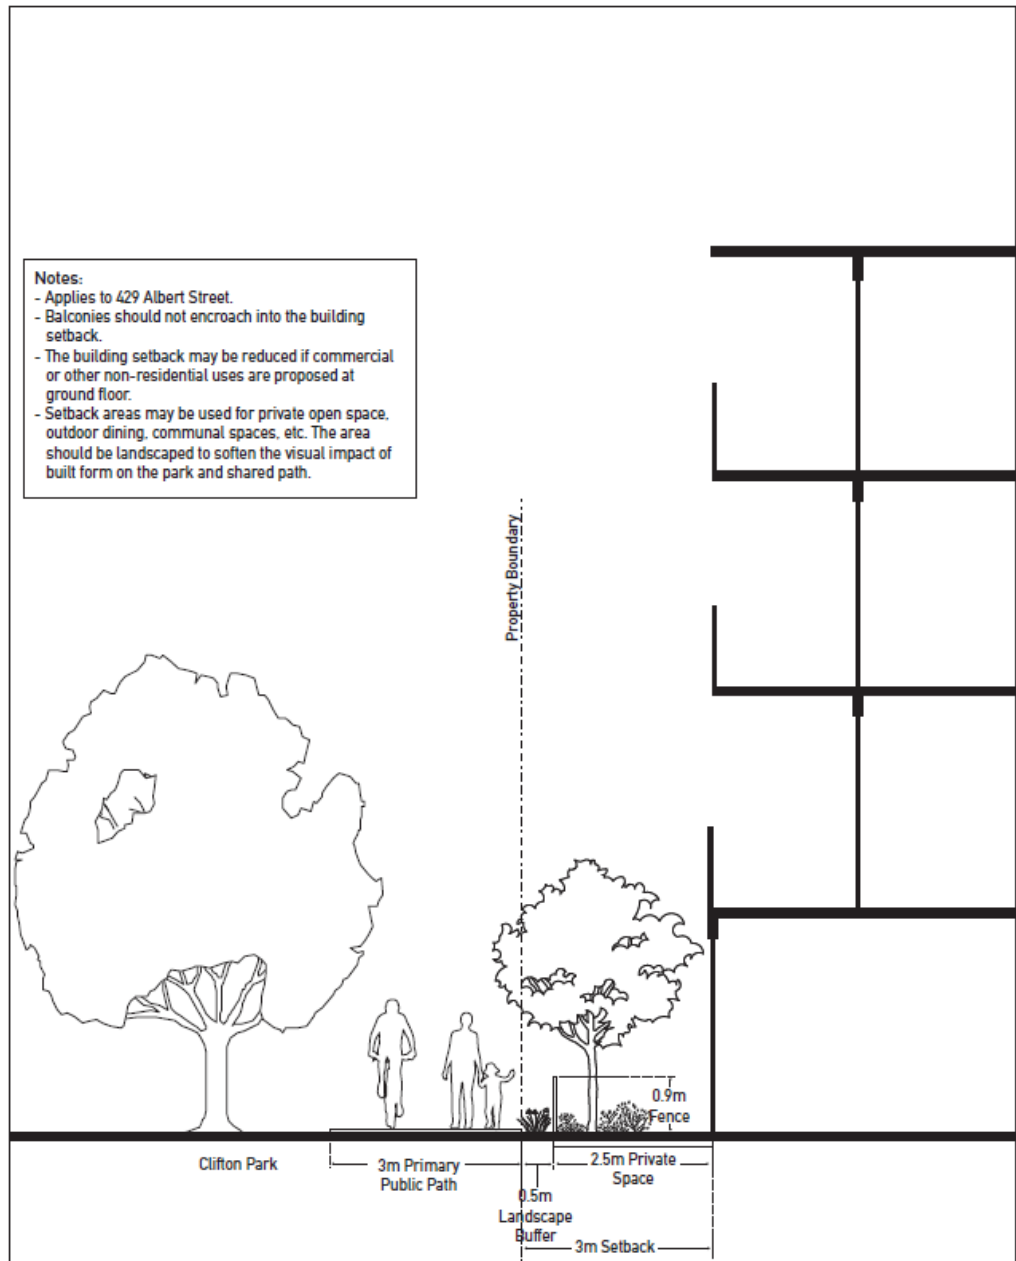 Notes:
- Applies to 429 Albert Street.
- Balconies should not encroach into the building
setback.
- The building setback may be reduced if commercial
or other non-residential uses are proposed at
ground floor.
- Setback areas may be used for private open space,
outdoor dining, communal spaces, etc. The area
should be landscaped to soften the visual impact of
built form on the park and shared path.
Property Boundary
0.9m
Fence
Clifton Park
3m Primary
Public Path
0.5m
Landscape
Buffer
2.5m Private
Space
3m Setback